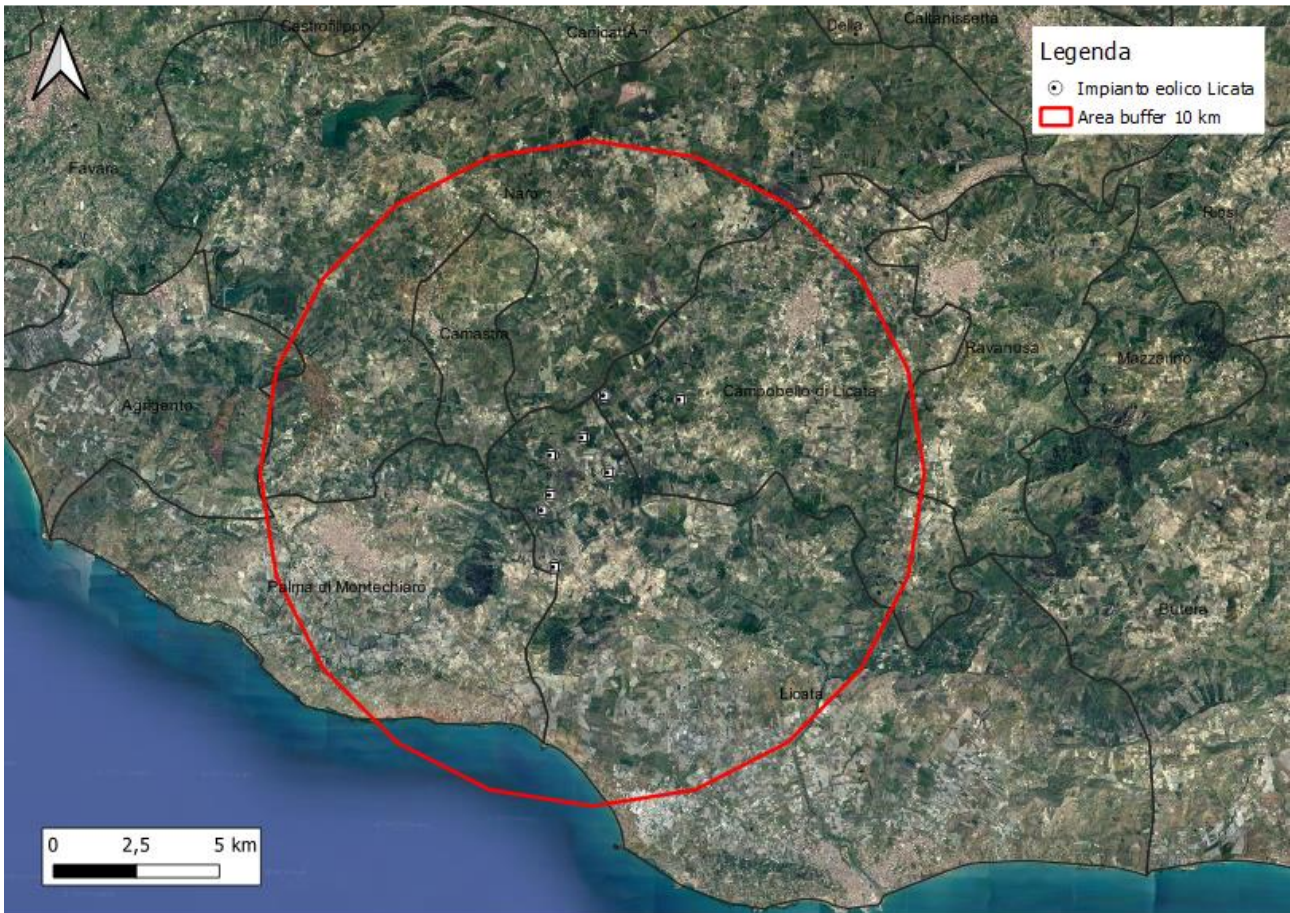 Castrofilippo
CanicattÃ¬
Delia
Caltanissetta
Legenda
Impianto eolico Licata
Area buffer 10 km
Favara
Naro
Riesi
Camastra
Ravanusa
Mazzarino
Agrigento
Campobello di Licata
Palma di Montechiaro
Butera
Licata
0 2,5 5 km